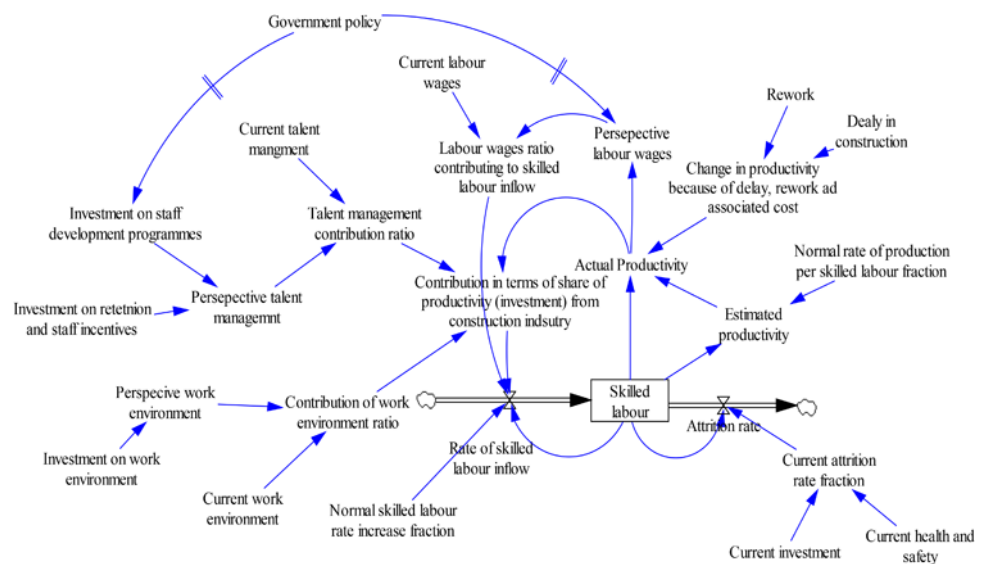 Government policy
Current labour
wages
Rework
Dealy in
construction
Current talent
mangment
Persepective
labour wages
Labour wages ratio
contributing to skilled
labour inflow
Change in productivity
because of delay, rework ad
associated cost
Investment on staff
development programmes
Talent management
contribution ratio
Normal rate of production
per skilled labour fraction
Actual Productivity
Contribution in terms of share of
productivity (investment) from
construction indsutry
Persepective talent
managemnt
Investment on retetnion
and staff incentives
Estimated
productivity
Perspecive work
environment
Contribution of work
environment ratio
Skilled
labour
Attrition rate
Rate of skilled
labour inflow
Investment on work
environment
Current attrition
rate fraction
Current work
environment
Normal skilled labour
rate increase fraction
Current investment
Current health and
safety